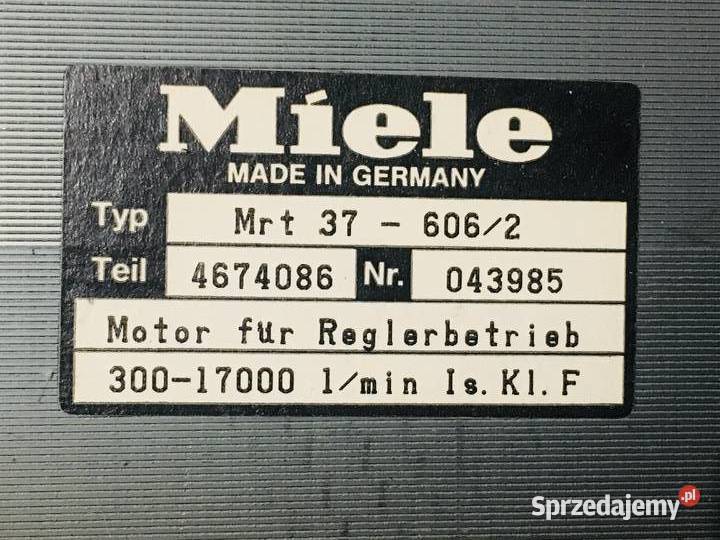 Miele
MADE IN GERMANY
Typ Mrt 37 - 606/2
Teil 4674086 Nr. 043985
Motor für Reglerbetrieb
300-17000 1/min Is.Kl.F
Sprzedajemy.pl